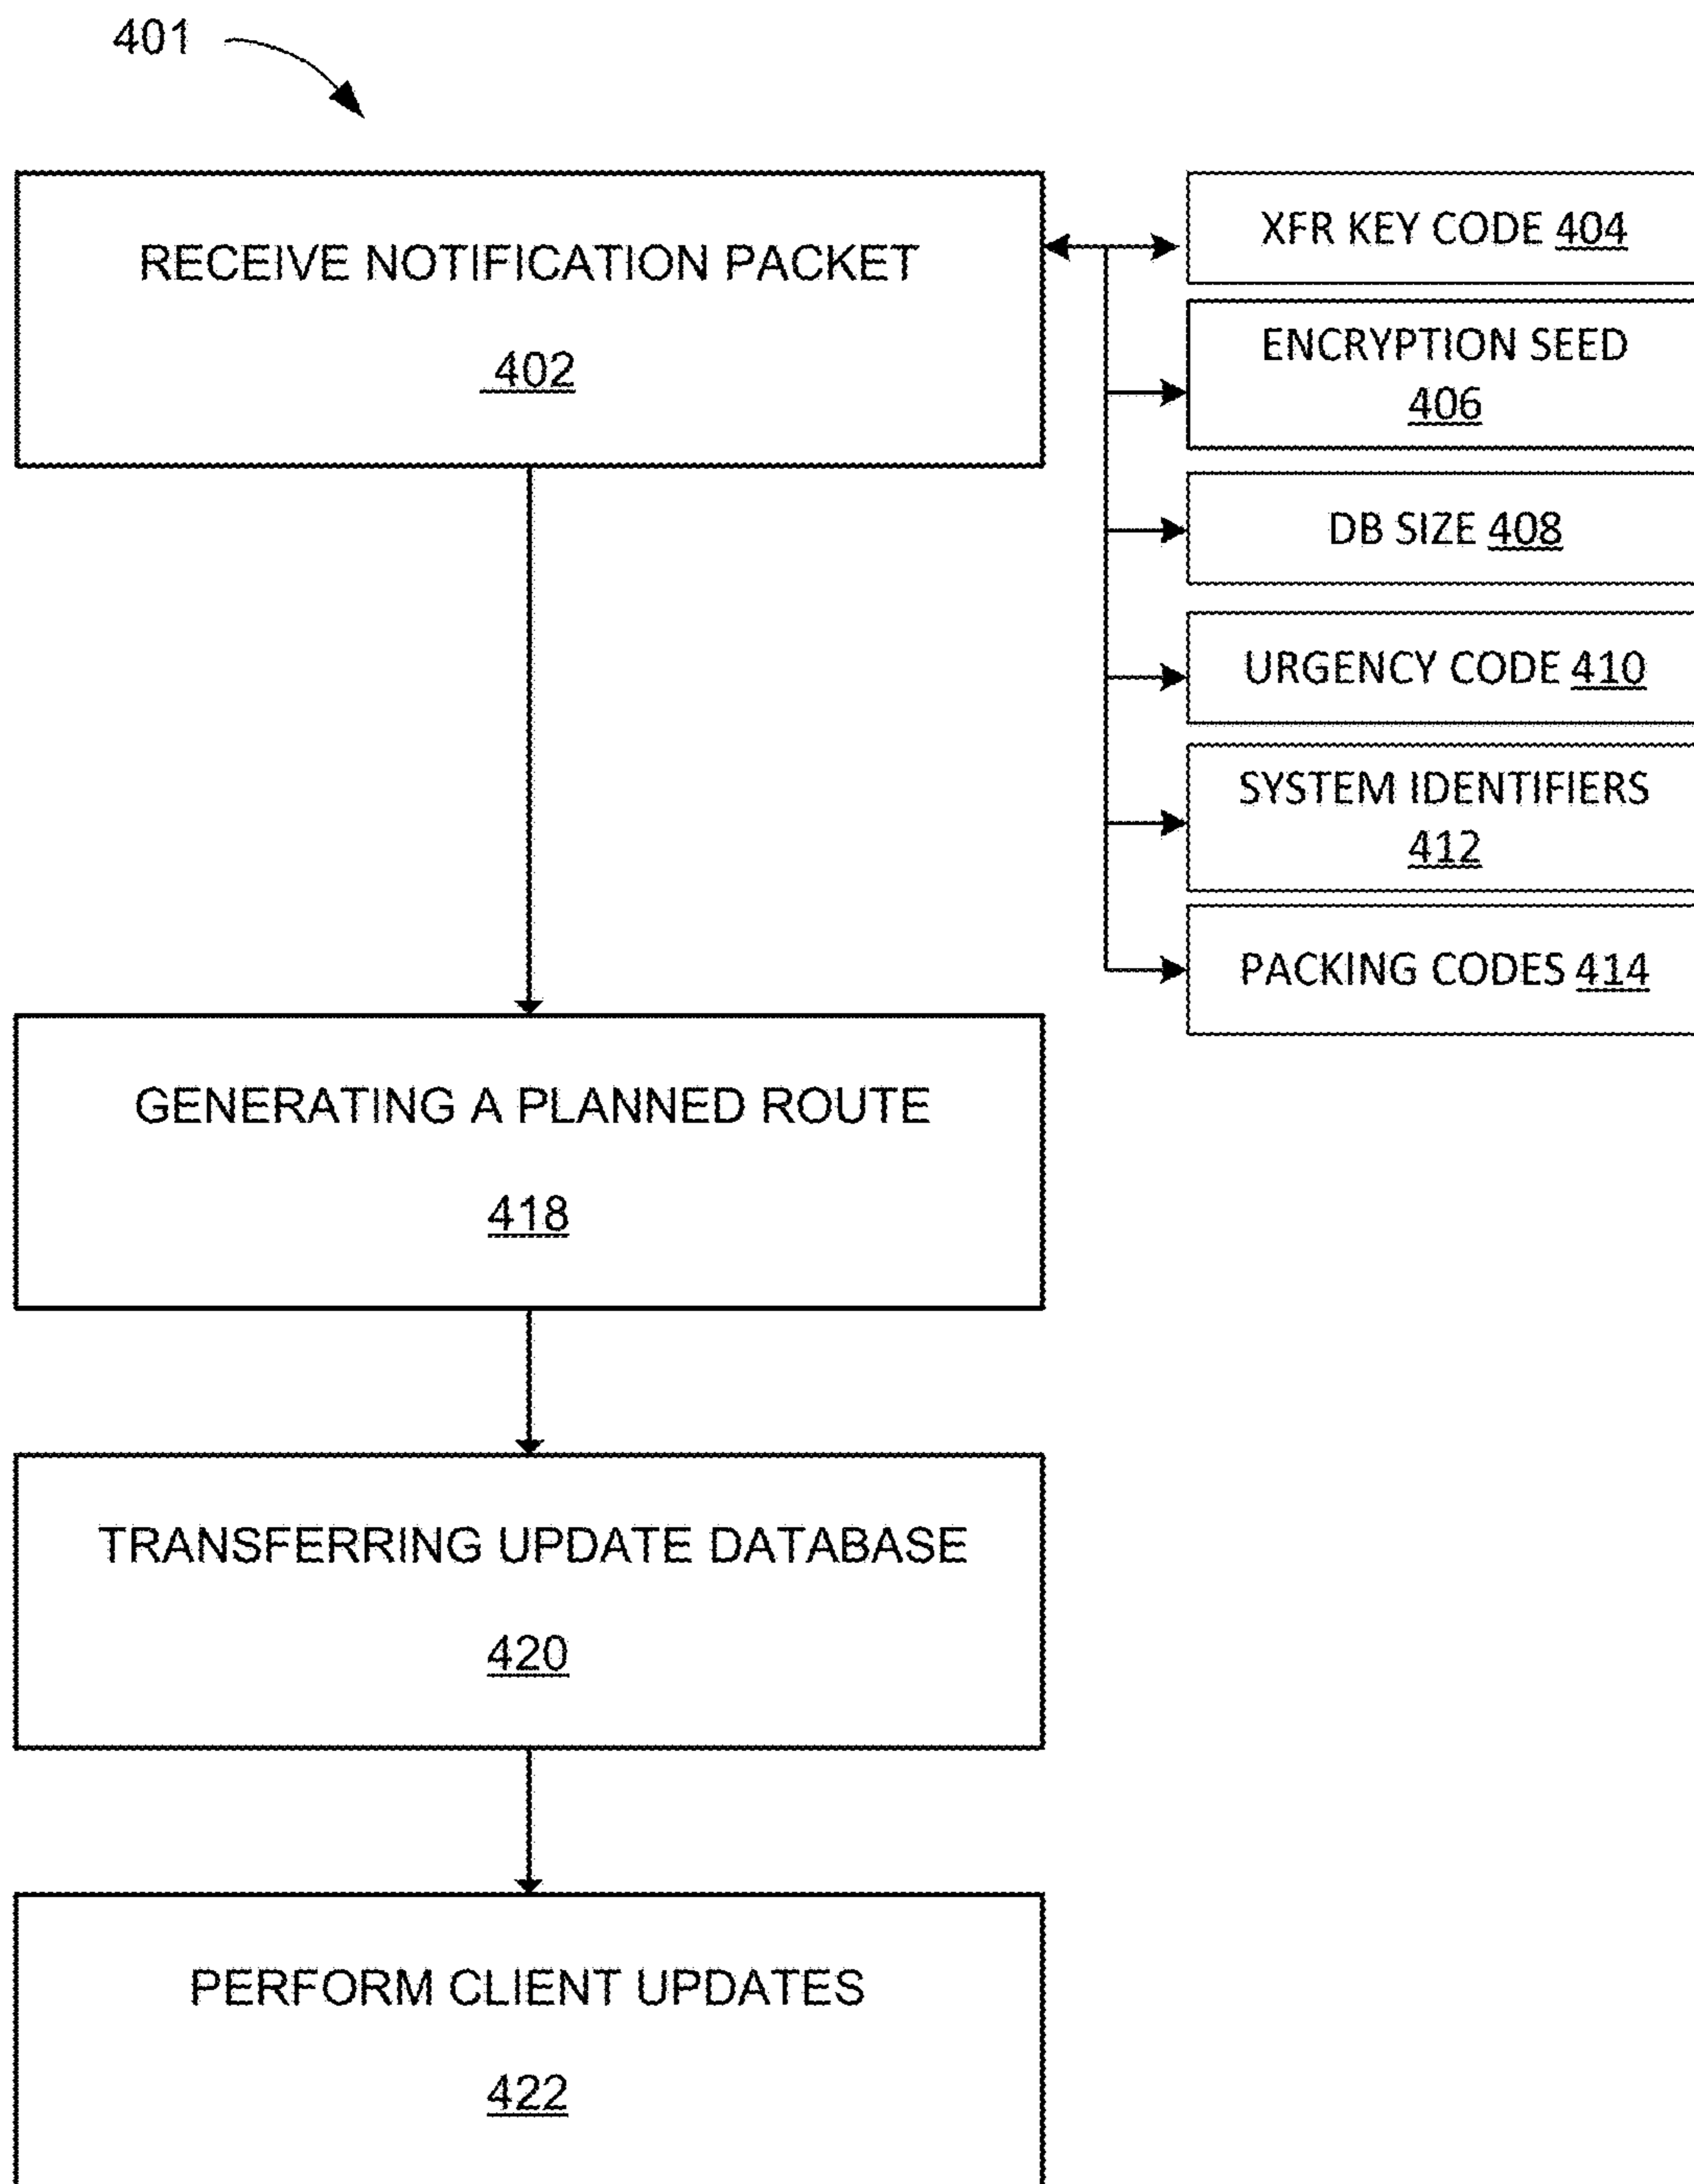 401
RECEIVE NOTIFICATION PACKET
402
XFR KEY CODE 404
ENCRYPTION SEED
406
DB SIZE 408
URGENCY CODE 410
SYSTEM IDENTIFIERS
412
PACKING CODES 414
GENERATING A PLANNED ROUTE
418
TRANSFERRING UPDATE DATABASE
420
PERFORM CLIENT UPDATES
422